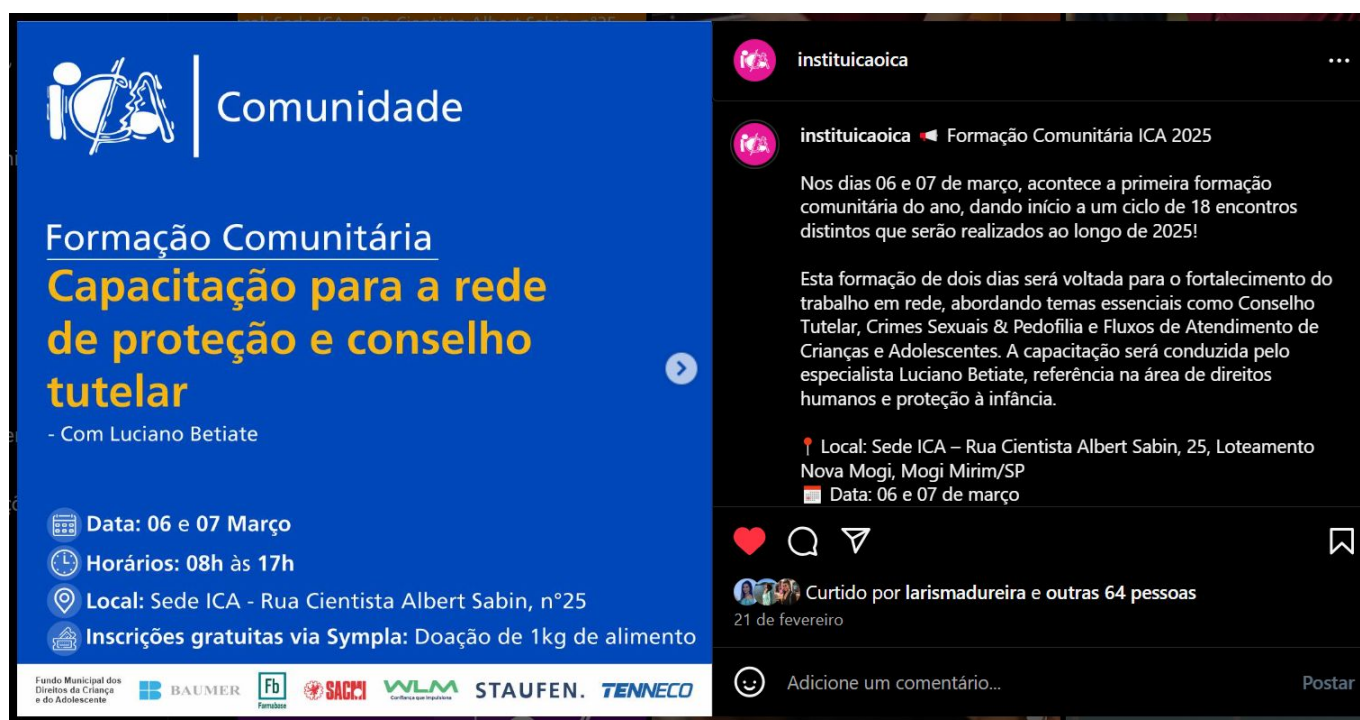 ICA
Comunidade
Formação Comunitária
Capacitação para a rede
de proteção e conselho
tutelar
- Com Luciano Betiate
Data: 06 e 07 Março
Horários: 08h às 17h
Local: Sede ICA - Rua Cientista Albert Sabin, n°25
Inscrições gratuitas via Sympla: Doação de 1kg de alimento
Fundo Municipal dos
Direitos da Criança
e do Adolescente
BAUMER
Fb
Farmabase
SACMI
WLM
STAUFEN.
TENNECO
instituicaoica
instituicaoica Formação Comunitária ICA 2025
Nos dias 06 e 07 de março, acontece a primeira formação
comunitária do ano, dando início a um ciclo de 18 encontros
distintos que serão realizados ao longo de 2025!
Esta formação de dois dias será voltada para o fortalecimento do
trabalho em rede, abordando temas essenciais como Conselho
Tutelar, Crimes Sexuais & Pedofilia e Fluxos de Atendimento de
Crianças e Adolescentes. A capacitação será conduzida pelo
especialista Luciano Betiate, referência na área de direitos
humanos e proteção à infância.
Local: Sede ICA – Rua Cientista Albert Sabin, 25, Loteamento
Nova Mogi, Mogi Mirim/SP
Data: 06 e 07 de março
Curtido por larismadureira e outras 64 pessoas
21 de fevereiro
Adicione um comentário...
Postar